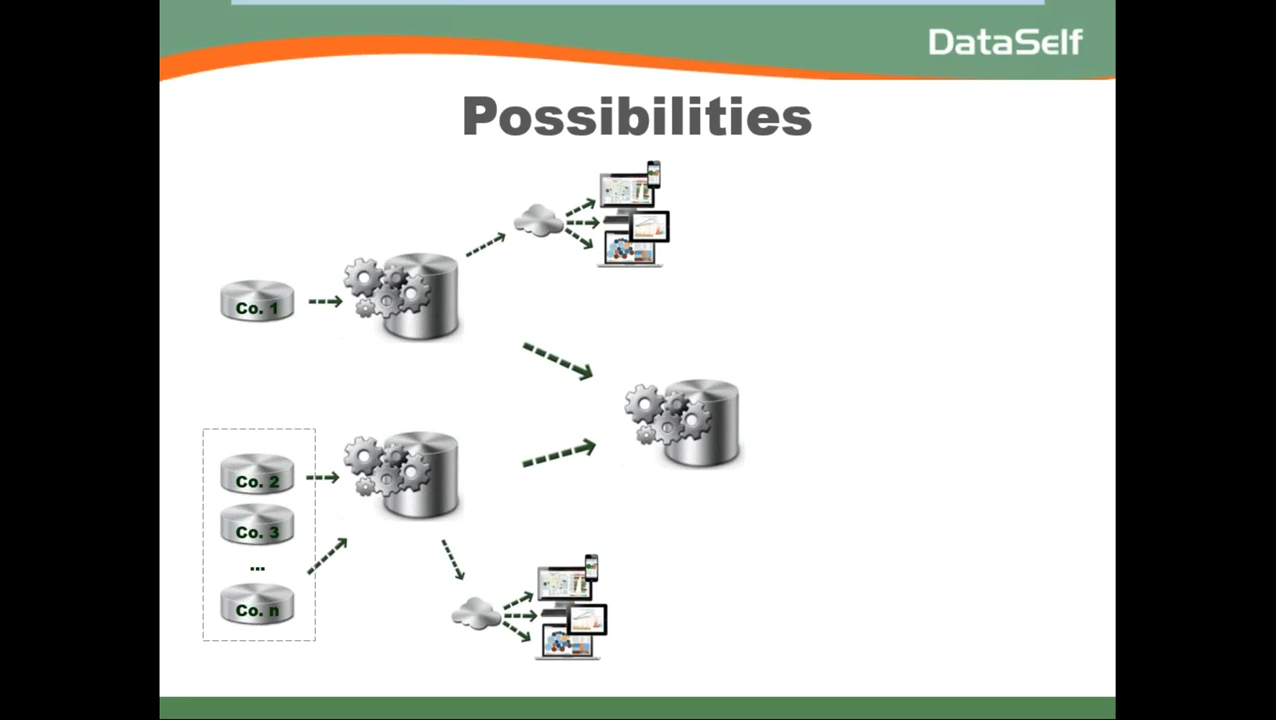 DataSelf
Possibilities
Co. 1
Co. 2
Co. 3
...
Co. n